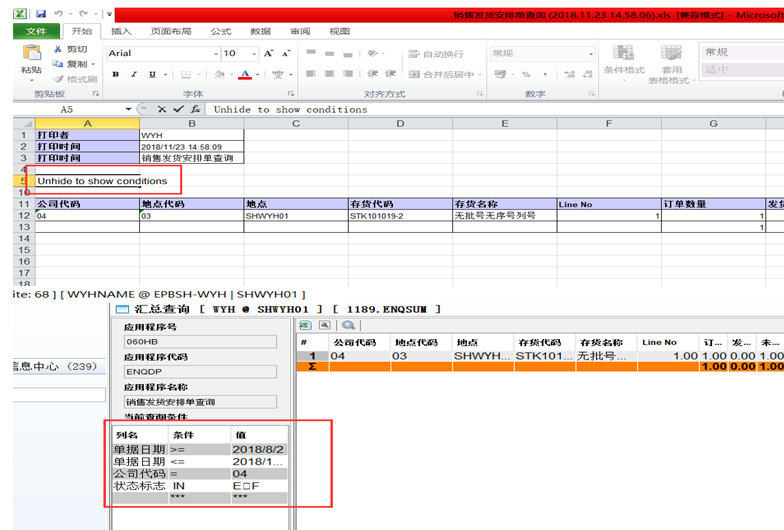 销售发货安排单查询 (2018.11.23 14.58.06).xls [兼容模式] - Micros
文件 开始 插入 页面布局 公式 数据 审阅 视图
粘贴 剪切 复制 格式刷 Arial 10 A A 自动换行 常规 条件格式 套用 表格格式 常规
B I U A 合并后居中 % , 适中
剪贴板 字体 对齐方式 数字
A5 fx Unhide to show conditions
A B C D E F G
1 打印者 WYH
2 打印时间 2018/11/23 14:58:09
3 打印时间 销售发货安排单查询
4
5 Unhide to show conditions
10
11 公司代码 地点代码 地点 存货代码 存货名称 Line No 订单数量 发货
12 04 03 SHWYH01 STK101019-2 无批号无序号列号 1 1
13 1
14
15
16
17
18
ite: 68 ] [ WYHNAME @ EPBSH-WYH | SHWYH01 ]
汇总查询 [ WYH @ SHWYH01 ] [ 1189.ENQSUM ]
应用程序号
060HB
应用程序代码
ENQDP
应用程序名称
销售发货安排单查询
当前查询条件
信息中心 (239)
列名 条件 值
单据日期 >= 2018/8/2
单据日期 <= 2018/1...
公司代码 = 04
状态标志 IN E□F
*** ***
# 公司代码 地点代码 地点 存货代码 存货名称 Line No 订... 发... 未...
1 04 03 SHWYH... STK101... 无批号... 1.00 1.00 0.00 1.00
Σ 1.00 0.00 1.00